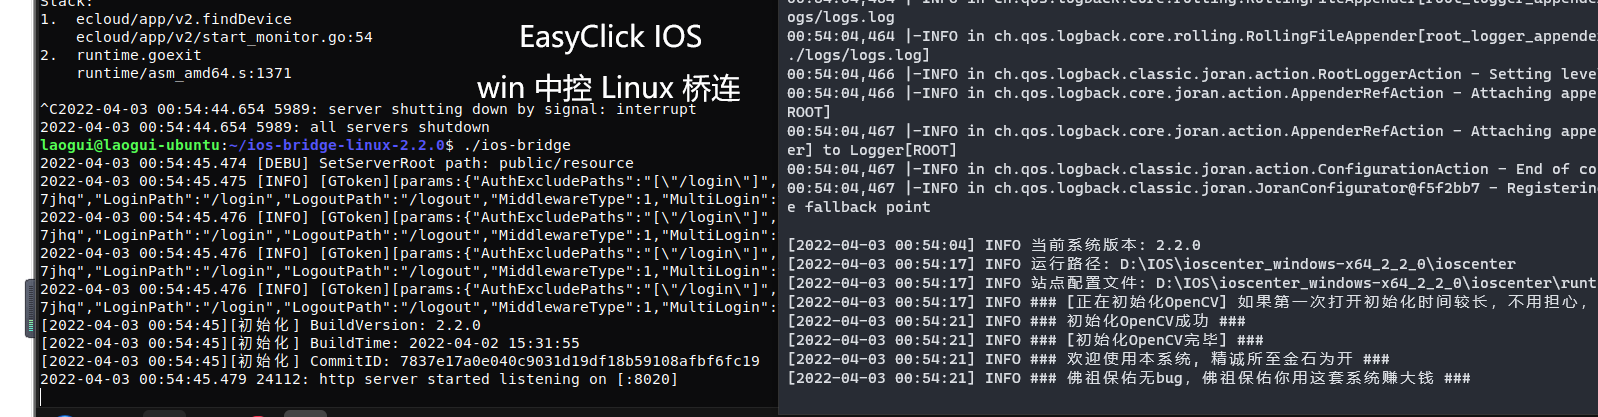 Stack:
1.  ecloud/app/v2.findDevice
    ecloud/app/v2/start_monitor.go:54
2.  runtime.goexit
    runtime/asm_amd64.s:1371
EasyClick IOS
win 中控 Linux 桥连
^C2022-04-03 00:54:44.654 5989: server shutting down by signal: interrupt
2022-04-03 00:54:44.654 5989: all servers shutdown
laogui@laogui-ubuntu:~/ios-bridge-linux-2.2.0$ ./ios-bridge
2022-04-03 00:54:45.474 [DEBU] SetServerRoot path: public/resource
2022-04-03 00:54:45.475 [INFO] [GToken][params:{"AuthExcludePaths":"[\"/login\"]",
7jhq","LoginPath":"/login","LogoutPath":"/logout","MiddlewareType":1,"MultiLogin":
2022-04-03 00:54:45.476 [INFO] [GToken][params:{"AuthExcludePaths":"[\"/login\"]",
7jhq","LoginPath":"/login","LogoutPath":"/logout","MiddlewareType":1,"MultiLogin":
2022-04-03 00:54:45.476 [INFO] [GToken][params:{"AuthExcludePaths":"[\"/login\"]",
7jhq","LoginPath":"/login","LogoutPath":"/logout","MiddlewareType":1,"MultiLogin":
2022-04-03 00:54:45.476 [INFO] [GToken][params:{"AuthExcludePaths":"[\"/login\"]",
7jhq","LoginPath":"/login","LogoutPath":"/logout","MiddlewareType":1,"MultiLogin":
[2022-04-03 00:54:45][初始化] BuildVersion: 2.2.0
[2022-04-03 00:54:45][初始化] BuildTime: 2022-04-02 15:31:55
[2022-04-03 00:54:45][初始化] CommitID: 7837e17a0e040c9031d19df18b59108afbf6fc19
2022-04-03 00:54:45.479 24112: http server started listening on [:8020]
00:54:04,464 |-INFO in ch.qos.logback.core.rolling.RollingFileAppender[root_logger_appender
ogs/logs.log
00:54:04,464 |-INFO in ch.qos.logback.core.rolling.RollingFileAppender[root_logger_appende
./logs/logs.log]
00:54:04,466 |-INFO in ch.qos.logback.classic.joran.action.RootLoggerAction - Setting leve
00:54:04,466 |-INFO in ch.qos.logback.core.joran.action.AppenderRefAction - Attaching appe
ROOT]
00:54:04,467 |-INFO in ch.qos.logback.core.joran.action.AppenderRefAction - Attaching appe
er] to Logger[ROOT]
00:54:04,467 |-INFO in ch.qos.logback.classic.joran.action.ConfigurationAction - End of co
00:54:04,467 |-INFO in ch.qos.logback.classic.joran.JoranConfigurator@f5f2bb7 - Registerin
e fallback point
[2022-04-03 00:54:04] INFO 当前系统版本: 2.2.0
[2022-04-03 00:54:17] INFO 运行路径: D:\IOS\ioscenter_windows-x64_2_2_0\ioscenter
[2022-04-03 00:54:17] INFO 站点配置文件: D:\IOS\ioscenter_windows-x64_2_2_0\ioscenter\runt
[2022-04-03 00:54:17] INFO ### [正在初始化OpenCV] 如果第一次打开初始化时间较长，不用担心，
[2022-04-03 00:54:21] INFO ### 初始化OpenCV成功 ###
[2022-04-03 00:54:21] INFO ### [初始化OpenCV完毕] ###
[2022-04-03 00:54:21] INFO ### 欢迎使用本系统，精诚所至金石为开 ###
[2022-04-03 00:54:21] INFO ### 佛祖保佑无bug，佛祖保佑你用这套系统赚大钱 ###